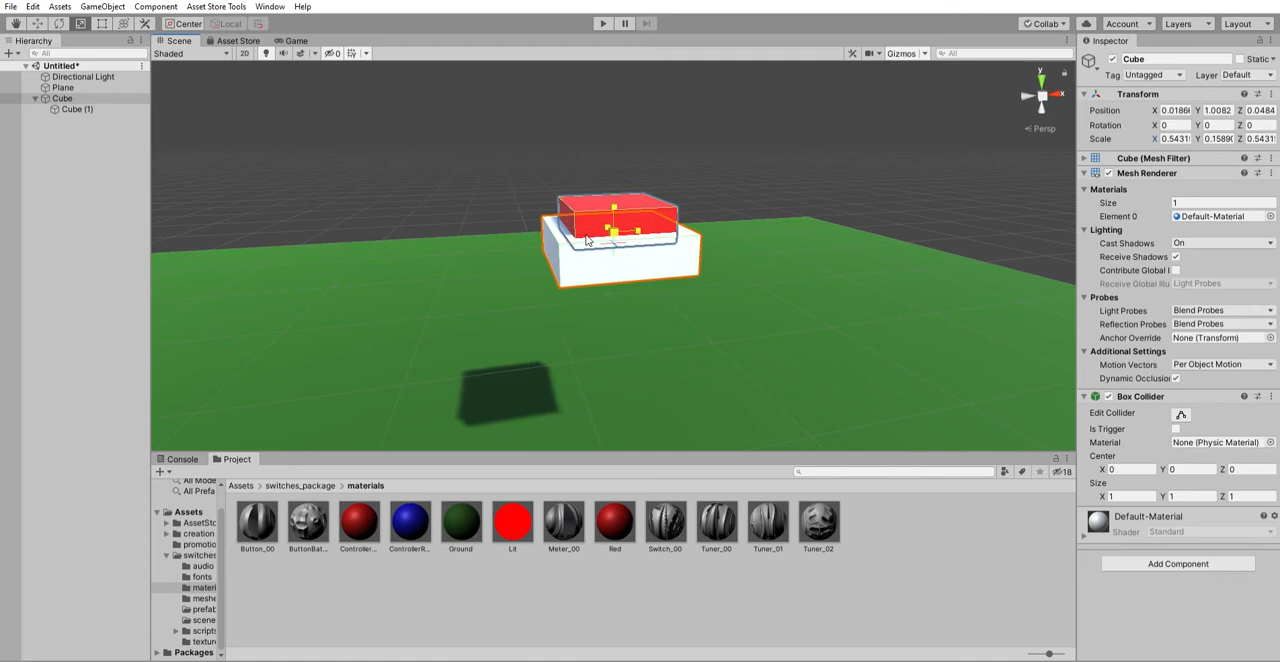 File Edit Assets GameObject Component Asset Store Tools Window Help
Center Local Collab Account Layers Layout
Hierarchy Scene Asset Store Game Inspector
All Shaded 2D 0 Gizmos All Cube Static
Untitled* Tag Untagged Layer Default
Directional Light
Plane
Cube
Cube (1)
y
x
Persp
Transform
Position X 0.0186 Y 1.0082 Z 0.0484
Rotation X 0 Y 0 Z 0
Scale X 0.5431 Y 0.1589 Z 0.5431
Cube (Mesh Filter)
Mesh Renderer
Materials
Size 1
Element 0 Default-Material
Lighting
Cast Shadows On
Receive Shadows
Contribute Global I
Receive Global Illu Light Probes
Probes
Light Probes Blend Probes
Reflection Probes Blend Probes
Anchor Override None (Transform)
Additional Settings
Motion Vectors Per Object Motion
Dynamic Occlusio
Box Collider
Edit Collider
Is Trigger
Material None (Physic Material)
Center
X 0 Y 0 Z 0
Size
X 1 Y 1 Z 1
Default-Material
Shader Standard
Add Component
Console Project
18
All Mode
All Prefa
Assets
AssetSto
creation
promotio
switches
audio
fonts
materi
meshe
prefab
scene
scripts
textur
Packages
Assets switches_package materials
Button_00 ButtonBat... Controller... ControllerR... Ground Lit Meter_00 Red Switch_00 Tuner_00 Tuner_01 Tuner_02